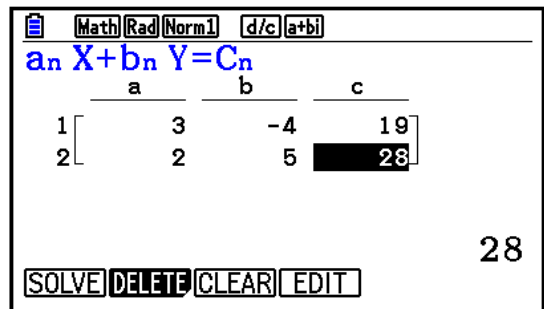 Math Rad Norm1 d/c a+bi
an X+bn Y=Cn
a b c
1 3 -4 19
2 2 5 28
28
SOLVE DELETE CLEAR EDIT